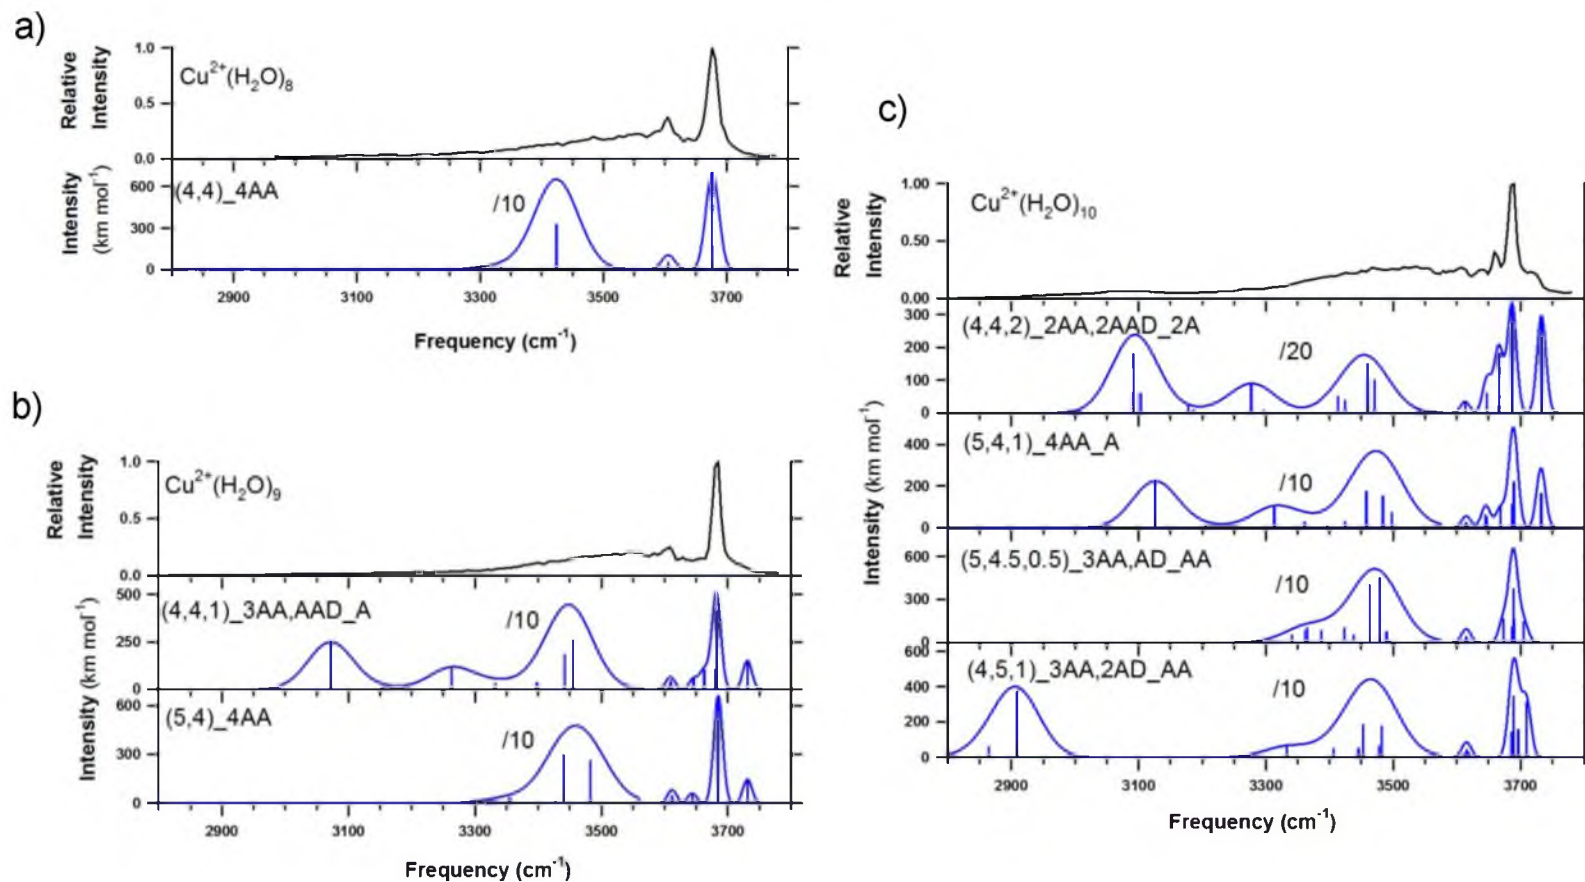 a)
Relative
Intensity
1.0
0.5
0.0
Cu²⁺(H₂O)₈
Intensity
(km mol⁻¹)
600
300
0
(4,4)_4AA
/10
2900 3100 3300 3500 3700
Frequency (cm⁻¹)
b)
Relative
Intensity
1.0
0.5
0.0
Cu²⁺(H₂O)₉
Intensity (km mol⁻¹)
500
250
0
(4,4,1)_3AA,AAD_A
/10
600
300
0
(5,4)_4AA
/10
2900 3100 3300 3500 3700
Frequency (cm⁻¹)
c)
Relative
Intensity
1.00
0.50
0.00
Cu²⁺(H₂O)₁₀
Intensity (km mol⁻¹)
300
200
100
0
(4,4,2)_2AA,2AAD_2A
/20
400
200
0
(5,4,1)_4AA_A
/10
600
300
0
(5,4.5,0.5)_3AA,AD_AA
/10
600
400
200
0
(4,5,1)_3AA,2AD_AA
/10
2900 3100 3300 3500 3700
Frequency (cm⁻¹)